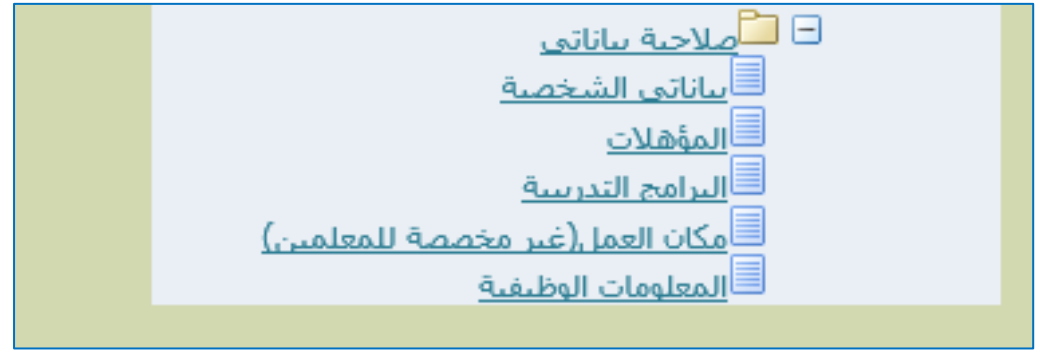 صلاحية بياناتي
بياناتي الشخصية
المؤهلات
البرامج التدريبية
مكان العمل(غير مخصصة للمعلمين)
المعلومات الوظيفية